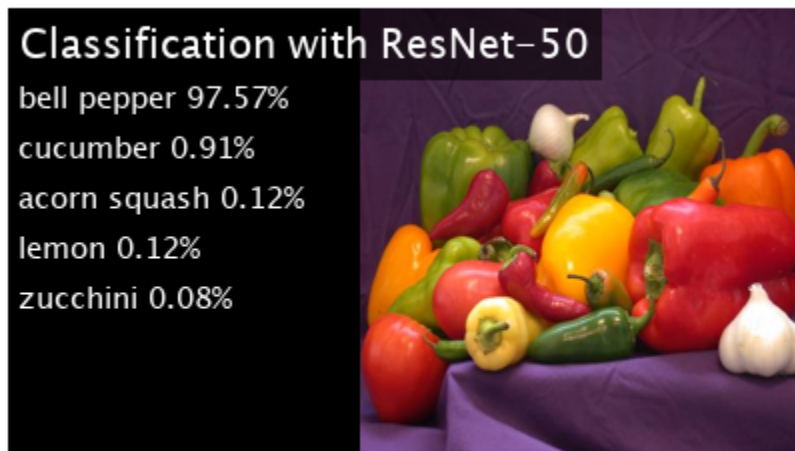 Classification with ResNet-50
bell pepper 97.57%
cucumber 0.91%
acorn squash 0.12%
lemon 0.12%
zucchini 0.08%